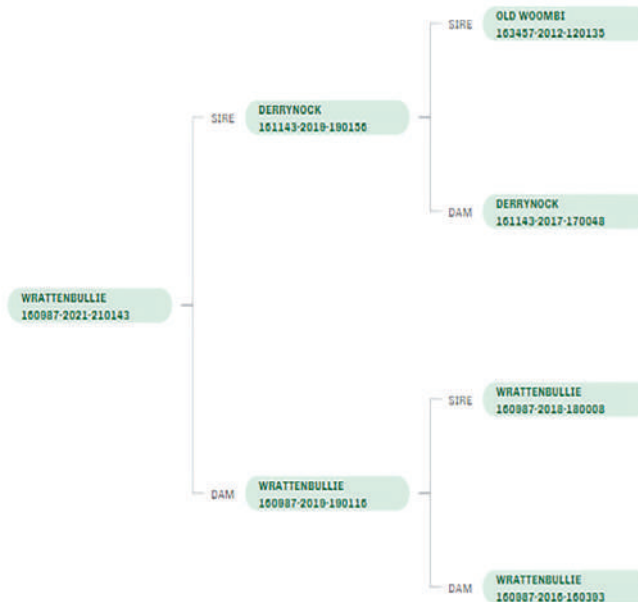 SIRE
OLD WOOMBI
163457-2012-120135
SIRE
DERRYNOCK
161143-2019-190156
DAM
DERRYNOCK
161143-2017-170048
WRATTENBULLIE
160987-2021-210143
SIRE
WRATTENBULLIE
160987-2018-180008
DAM
WRATTENBULLIE
160987-2019-190116
DAM
WRATTENBULLIE
160987-2016-160393